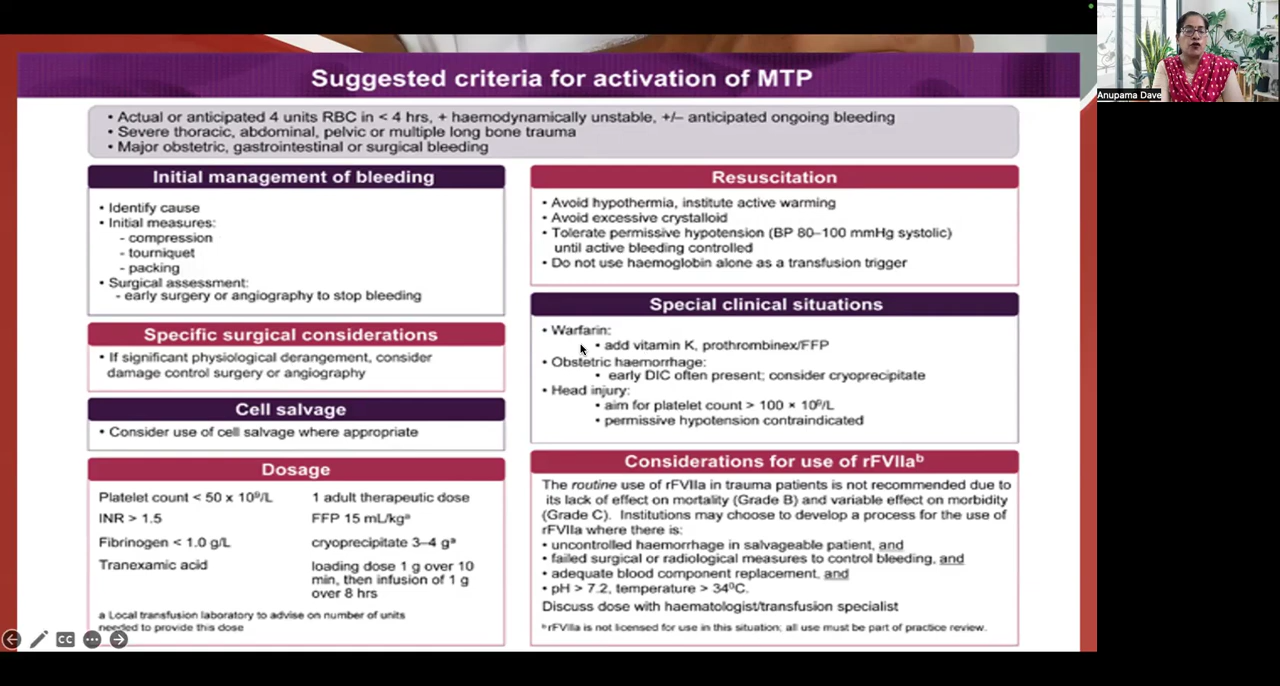 Suggested criteria for activation of MTP
• Actual or anticipated 4 units RBC in < 4 hrs, + haemodynamically unstable, +/– anticipated ongoing bleeding
• Severe thoracic, abdominal, pelvic or multiple long bone trauma
• Major obstetric, gastrointestinal or surgical bleeding
Initial management of bleeding
• Identify cause
• Initial measures:
- compression
- tourniquet
- packing
• Surgical assessment:
- early surgery or angiography to stop bleeding
Specific surgical considerations
• If significant physiological derangement, consider
damage control surgery or angiography
Cell salvage
• Consider use of cell salvage where appropriate
Dosage
Platelet count < 50 x 10⁹/L 1 adult therapeutic dose
INR > 1.5 FFP 15 mL/kgᵃ
Fibrinogen < 1.0 g/L cryoprecipitate 3–4 gᵃ
Tranexamic acid loading dose 1 g over 10
min, then infusion of 1 g
over 8 hrs
a Local transfusion laboratory to advise on number of units
needed to provide this dose
Resuscitation
• Avoid hypothermia, institute active warming
• Avoid excessive crystalloid
• Tolerate permissive hypotension (BP 80–100 mmHg systolic)
until active bleeding controlled
• Do not use haemoglobin alone as a transfusion trigger
Special clinical situations
• Warfarin:
• add vitamin K, prothrombinex/FFP
• Obstetric haemorrhage:
• early DIC often present; consider cryoprecipitate
• Head injury:
• aim for platelet count > 100 × 10⁹/L
• permissive hypotension contraindicated
Considerations for use of rFVIIaᵇ
The routine use of rFVIIa in trauma patients is not recommended due to
its lack of effect on mortality (Grade B) and variable effect on morbidity
(Grade C). Institutions may choose to develop a process for the use of
rFVIIa where there is:
• uncontrolled haemorrhage in salvageable patient, and
• failed surgical or radiological measures to control bleeding, and
• adequate blood component replacement, and
• pH > 7.2, temperature > 34⁰C.
Discuss dose with haematologist/transfusion specialist
ᵇ rFVIIa is not licensed for use in this situation; all use must be part of practice review.
Anupama Dave
CC